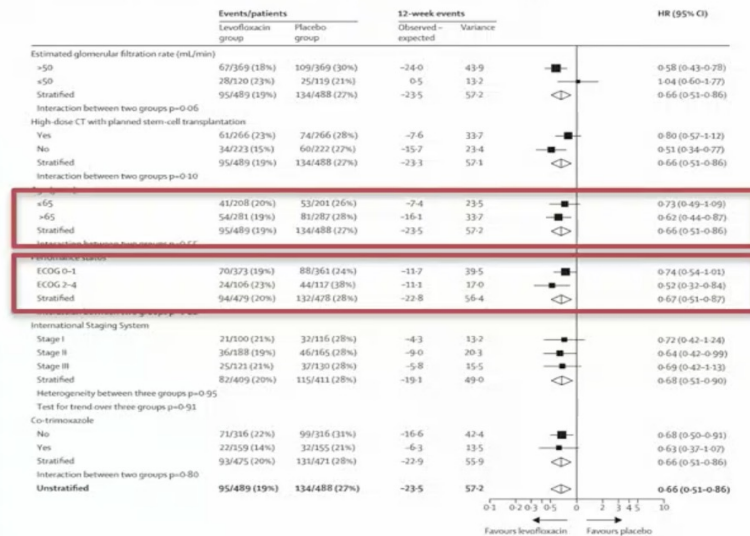 Events/patients 12-week events HR (95% CI)
Levofloxacin group Placebo group Observed– expected Variance
Estimated glomerular filtration rate (mL/min)
>50 67/369 (18%) 109/369 (30%) –24·0 43·9 0·58 (0·43–0·78)
≤50 28/120 (23%) 25/119 (21%) 0·5 13·2 1·04 (0·60–1·77)
Stratified 95/489 (19%) 134/488 (27%) –23·5 57·2 0·66 (0·51–0·86)
Interaction between two groups p=0·06
High-dose CT with planned stem-cell transplantation
Yes 61/266 (23%) 74/266 (28%) –7·6 33·7 0·80 (0·57–1·12)
No 34/223 (15%) 60/222 (27%) –15·7 23·4 0·51 (0·34–0·77)
Stratified 95/489 (19%) 134/488 (27%) –23·3 57·1 0·66 (0·51–0·86)
Interaction between two groups p=0·10
≤65 41/208 (20%) 53/201 (26%) –7·4 23·5 0·73 (0·49–1·09)
>65 54/281 (19%) 81/287 (28%) –16·1 33·7 0·62 (0·44–0·87)
Stratified 95/489 (19%) 134/488 (27%) –23·5 57·2 0·66 (0·51–0·86)
Interaction between two groups
Performance status
ECOG 0–1 70/373 (19%) 88/361 (24%) –11·7 39·5 0·74 (0·54–1·01)
ECOG 2–4 24/106 (23%) 44/117 (38%) –11·1 17·0 0·52 (0·32–0·84)
Stratified 94/479 (20%) 132/478 (28%) –22·8 56·4 0·67 (0·51–0·87)
International Staging System
Stage I 21/100 (21%) 32/116 (28%) –4·3 13·2 0·72 (0·42–1·24)
Stage II 36/188 (19%) 46/165 (28%) –9·0 20·3 0·64 (0·42–0·99)
Stage III 25/121 (21%) 37/130 (28%) –5·8 15·5 0·69 (0·42–1·13)
Stratified 82/409 (20%) 115/411 (28%) –19·1 49·0 0·68 (0·51–0·90)
Heterogeneity between three groups p=0·95
Test for trend over three groups p=0·91
Co-trimoxazole
No 71/316 (22%) 99/316 (31%) –16·6 42·4 0·68 (0·50–0·91)
Yes 22/159 (14%) 32/155 (21%) –6·3 13·5 0·63 (0·37–1·07)
Stratified 93/475 (20%) 131/471 (28%) –22·9 55·9 0·66 (0·51–0·86)
Interaction between two groups p=0·80
Unstratified 95/489 (19%) 134/488 (27%) –23·5 57·2 0·66 (0·51–0·86)
0·1 0·2 0·3 0·5 0 2 3 4 5 10
Favours levofloxacin Favours placebo